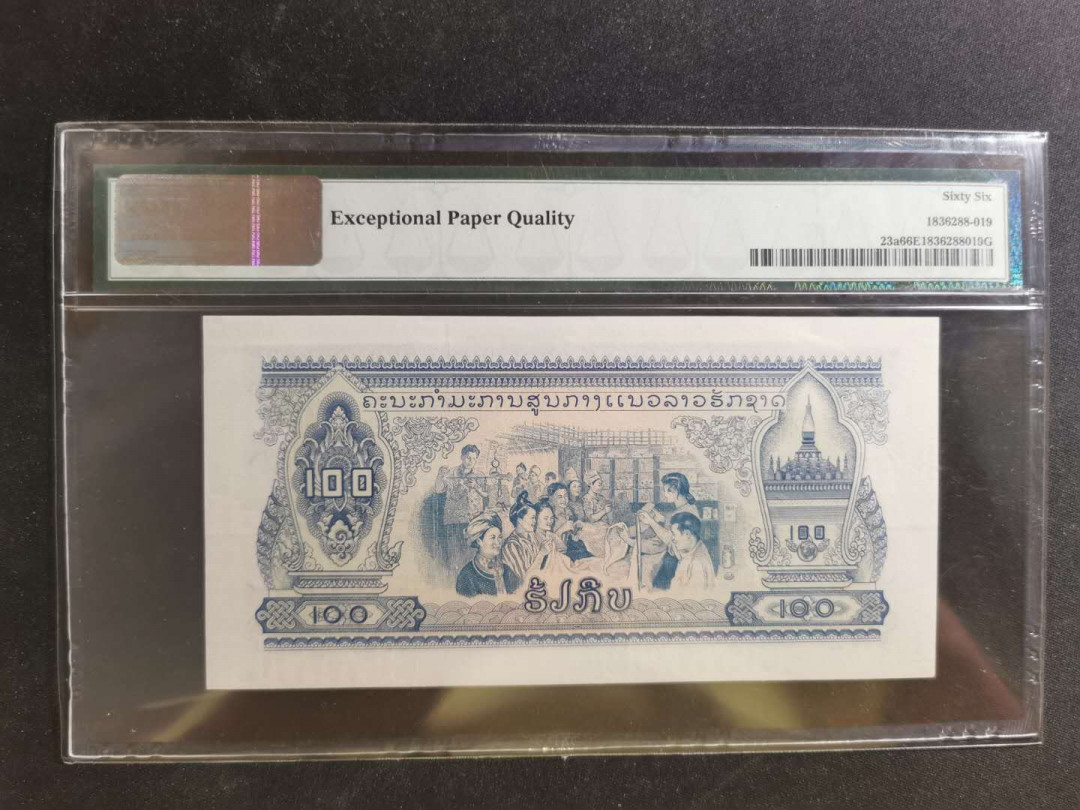 Exceptional Paper Quality
Sixty Six
1836288-019
23a66E1836288019G
ຄະນະກຳມະການສູນກາງແນວລາວຮັກຊາດ
100
100
ຮ້ອຍກີບ
100
100